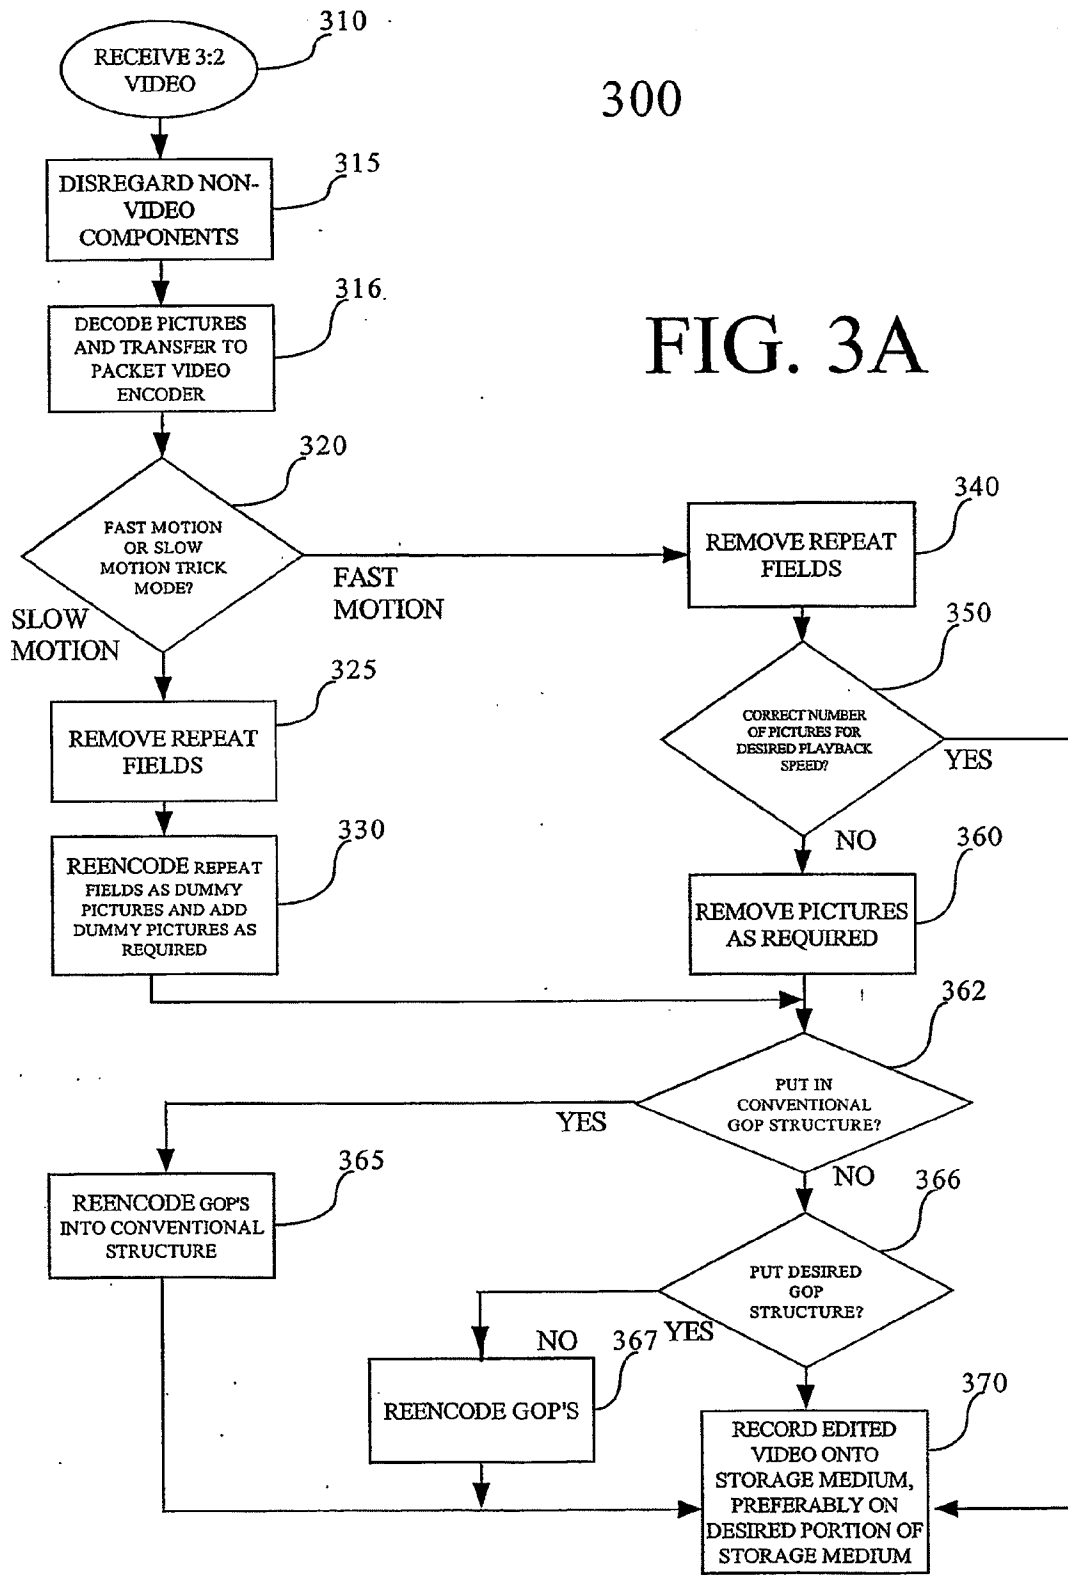 310
RECEIVE 3:2
VIDEO
300
315
DISREGARD NON-
VIDEO
COMPONENTS
316
DECODE PICTURES
AND TRANSFER TO
PACKET VIDEO
ENCODER
FIG. 3A
320
FAST MOTION
OR SLOW
MOTION TRICK
MODE?
FAST
MOTION
SLOW
MOTION
340
REMOVE REPEAT
FIELDS
350
CORRECT NUMBER
OF PICTURES FOR
DESIRED PLAYBACK
SPEED?
YES
NO
325
REMOVE REPEAT
FIELDS
330
REENCODE REPEAT
FIELDS AS DUMMY
PICTURES AND ADD
DUMMY PICTURES AS
REQUIRED
360
REMOVE PICTURES
AS REQUIRED
362
PUT IN
CONVENTIONAL
GOP STRUCTURE?
YES
NO
365
REENCODE GOP'S
INTO CONVENTIONAL
STRUCTURE
366
PUT DESIRED
GOP
STRUCTURE?
YES
NO
367
REENCODE GOP'S
370
RECORD EDITED
VIDEO ONTO
STORAGE MEDIUM,
PREFERABLY ON
DESIRED PORTION OF
STORAGE MEDIUM